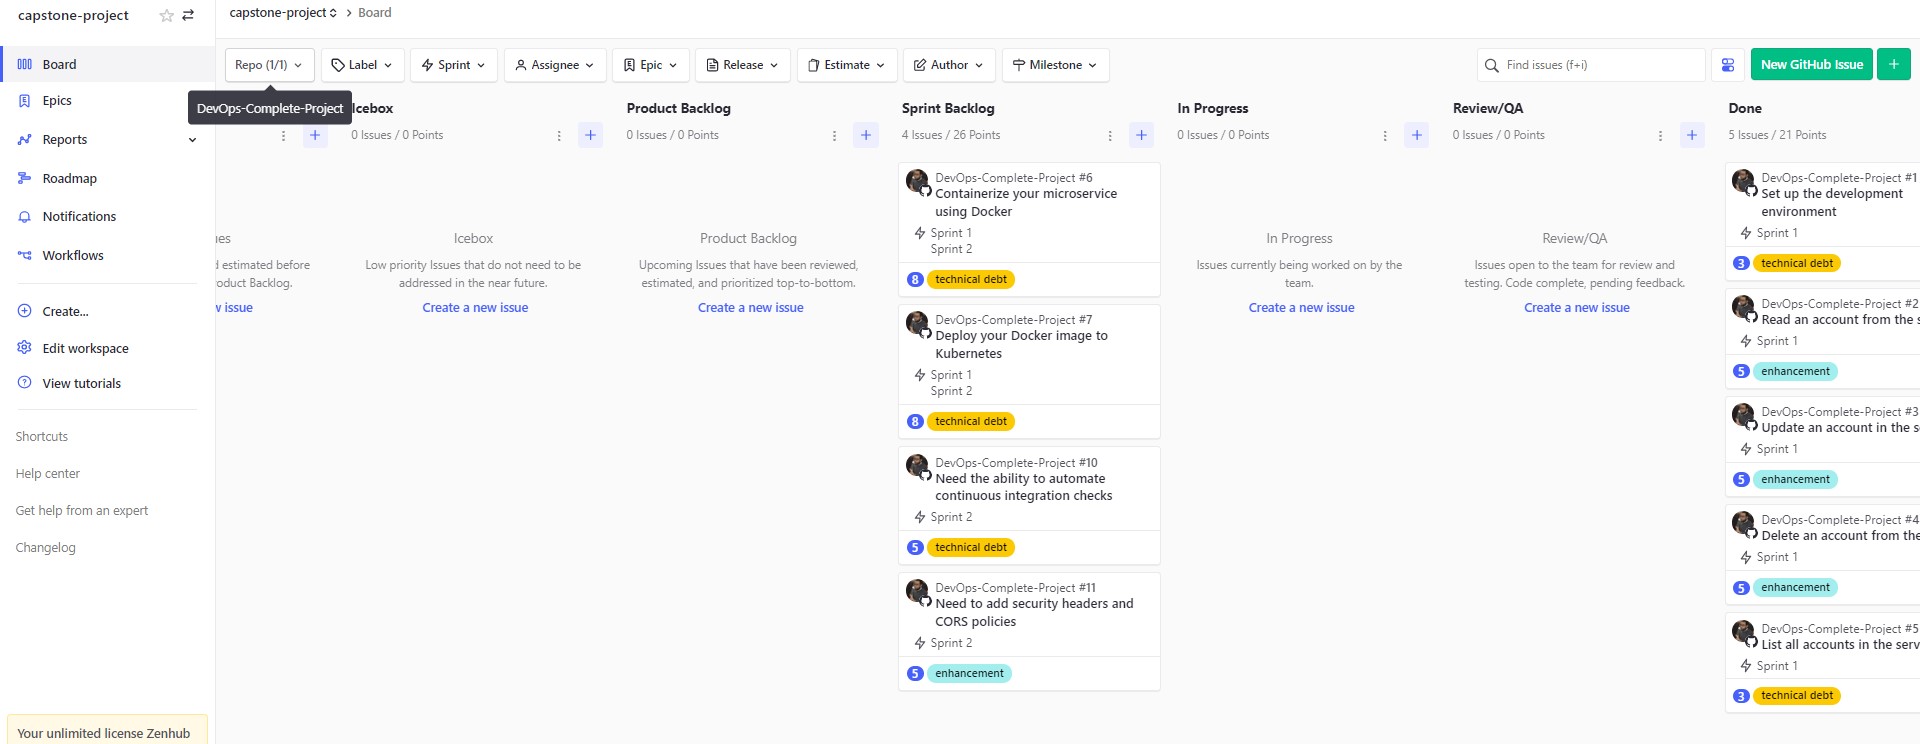 capstone-project
capstone-project > Board
Board
Epics
Reports
Roadmap
Notifications
Workflows
Create...
Edit workspace
View tutorials
Shortcuts
Help center
Get help from an expert
Changelog
Your unlimited license Zenhub
Repo (1/1)
Label
Sprint
Assignee
Epic
Release
Estimate
Author
Milestone
Find issues (f+i)
New GitHub Issue
+
DevOps-Complete-Project
d estimated before
oduct Backlog.
issue
Icebox
0 Issues / 0 Points
Icebox
Low priority Issues that do not need to be
addressed in the near future.
Create a new issue
Product Backlog
0 Issues / 0 Points
Product Backlog
Upcoming Issues that have been reviewed,
estimated, and prioritized top-to-bottom.
Create a new issue
Sprint Backlog
4 Issues / 26 Points
DevOps-Complete-Project #6
Containerize your microservice
using Docker
Sprint 1
Sprint 2
8 technical debt
DevOps-Complete-Project #7
Deploy your Docker image to
Kubernetes
Sprint 1
Sprint 2
8 technical debt
DevOps-Complete-Project #10
Need the ability to automate
continuous integration checks
Sprint 2
5 technical debt
DevOps-Complete-Project #11
Need to add security headers and
CORS policies
Sprint 2
5 enhancement
In Progress
0 Issues / 0 Points
In Progress
Issues currently being worked on by the
team.
Create a new issue
Review/QA
0 Issues / 0 Points
Review/QA
Issues open to the team for review and
testing. Code complete, pending feedback.
Create a new issue
Done
5 Issues / 21 Points
DevOps-Complete-Project #1
Set up the development
environment
Sprint 1
3 technical debt
DevOps-Complete-Project #2
Read an account from the s
Sprint 1
5 enhancement
DevOps-Complete-Project #3
Update an account in the s
Sprint 1
5 enhancement
DevOps-Complete-Project #4
Delete an account from the
Sprint 1
5 enhancement
DevOps-Complete-Project #5
List all accounts in the serv
Sprint 1
3 technical debt